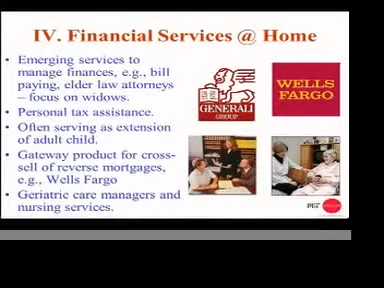 IV. Financial Services @ Home
• Emerging services to
manage finances, e.g., bill
paying, elder law attorneys
– focus on widows.
• Personal tax assistance.
• Often serving as extension
of adult child.
• Gateway product for cross-
sell of reverse mortgages,
e.g., Wells Fargo
• Geriatric care managers and
nursing services.
GENERALI
GROUP
WELLS
FARGO